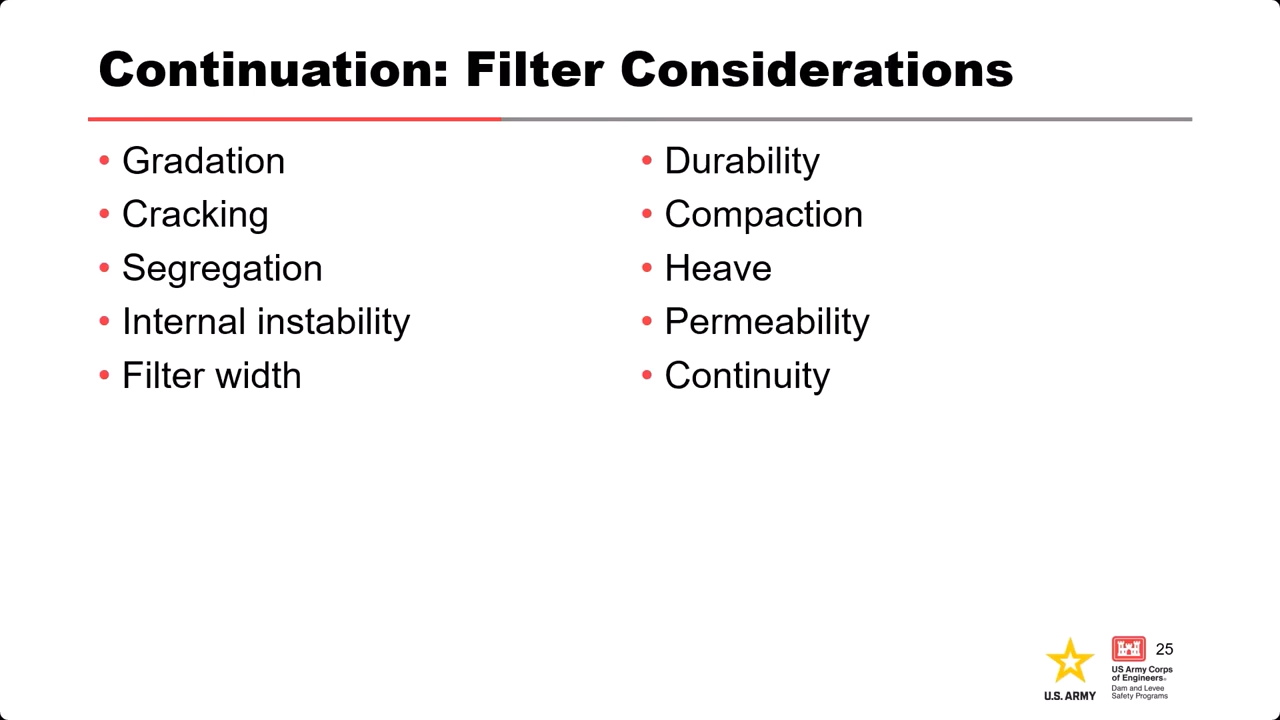 Continuation: Filter Considerations
• Gradation
• Cracking
• Segregation
• Internal instability
• Filter width
• Durability
• Compaction
• Heave
• Permeability
• Continuity
U.S. ARMY
25
US Army Corps
of Engineers®
Dam and Levee
Safety Programs